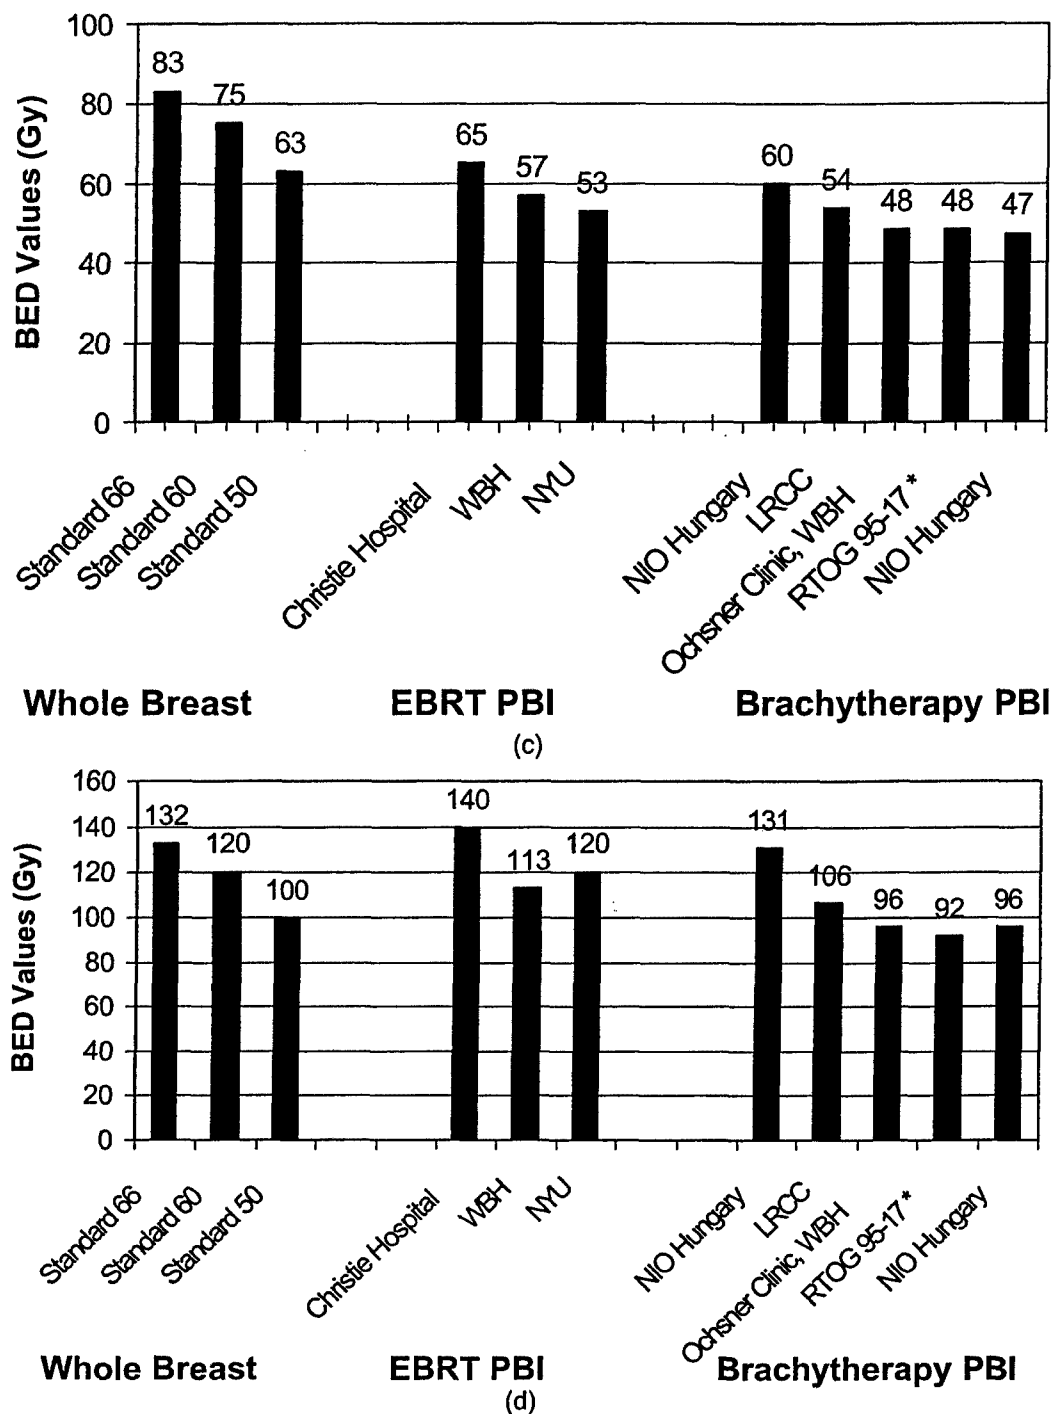 100
80
60
40
20
0
BED Values (Gy)
83
75
63
65
57
53
60
54
48
48
47
Standard 66
Standard 60
Standard 50
Christie Hospital
WBH
NYU
NIO Hungary
LRCC
Ochsner Clinic, WBH
RTOG 95-17 *
NIO Hungary
Whole Breast EBRT PBI Brachytherapy PBI
(c)
160
140
120
100
80
60
40
20
0
BED Values (Gy)
132
120
100
140
113
120
131
106
96
92
96
Standard 66
Standard 60
Standard 50
Christie Hospital
WBH
NYU
NIO Hungary
LRCC
Ochsner Clinic, WBH
RTOG 95-17 *
NIO Hungary
Whole Breast EBRT PBI Brachytherapy PBI
(d)